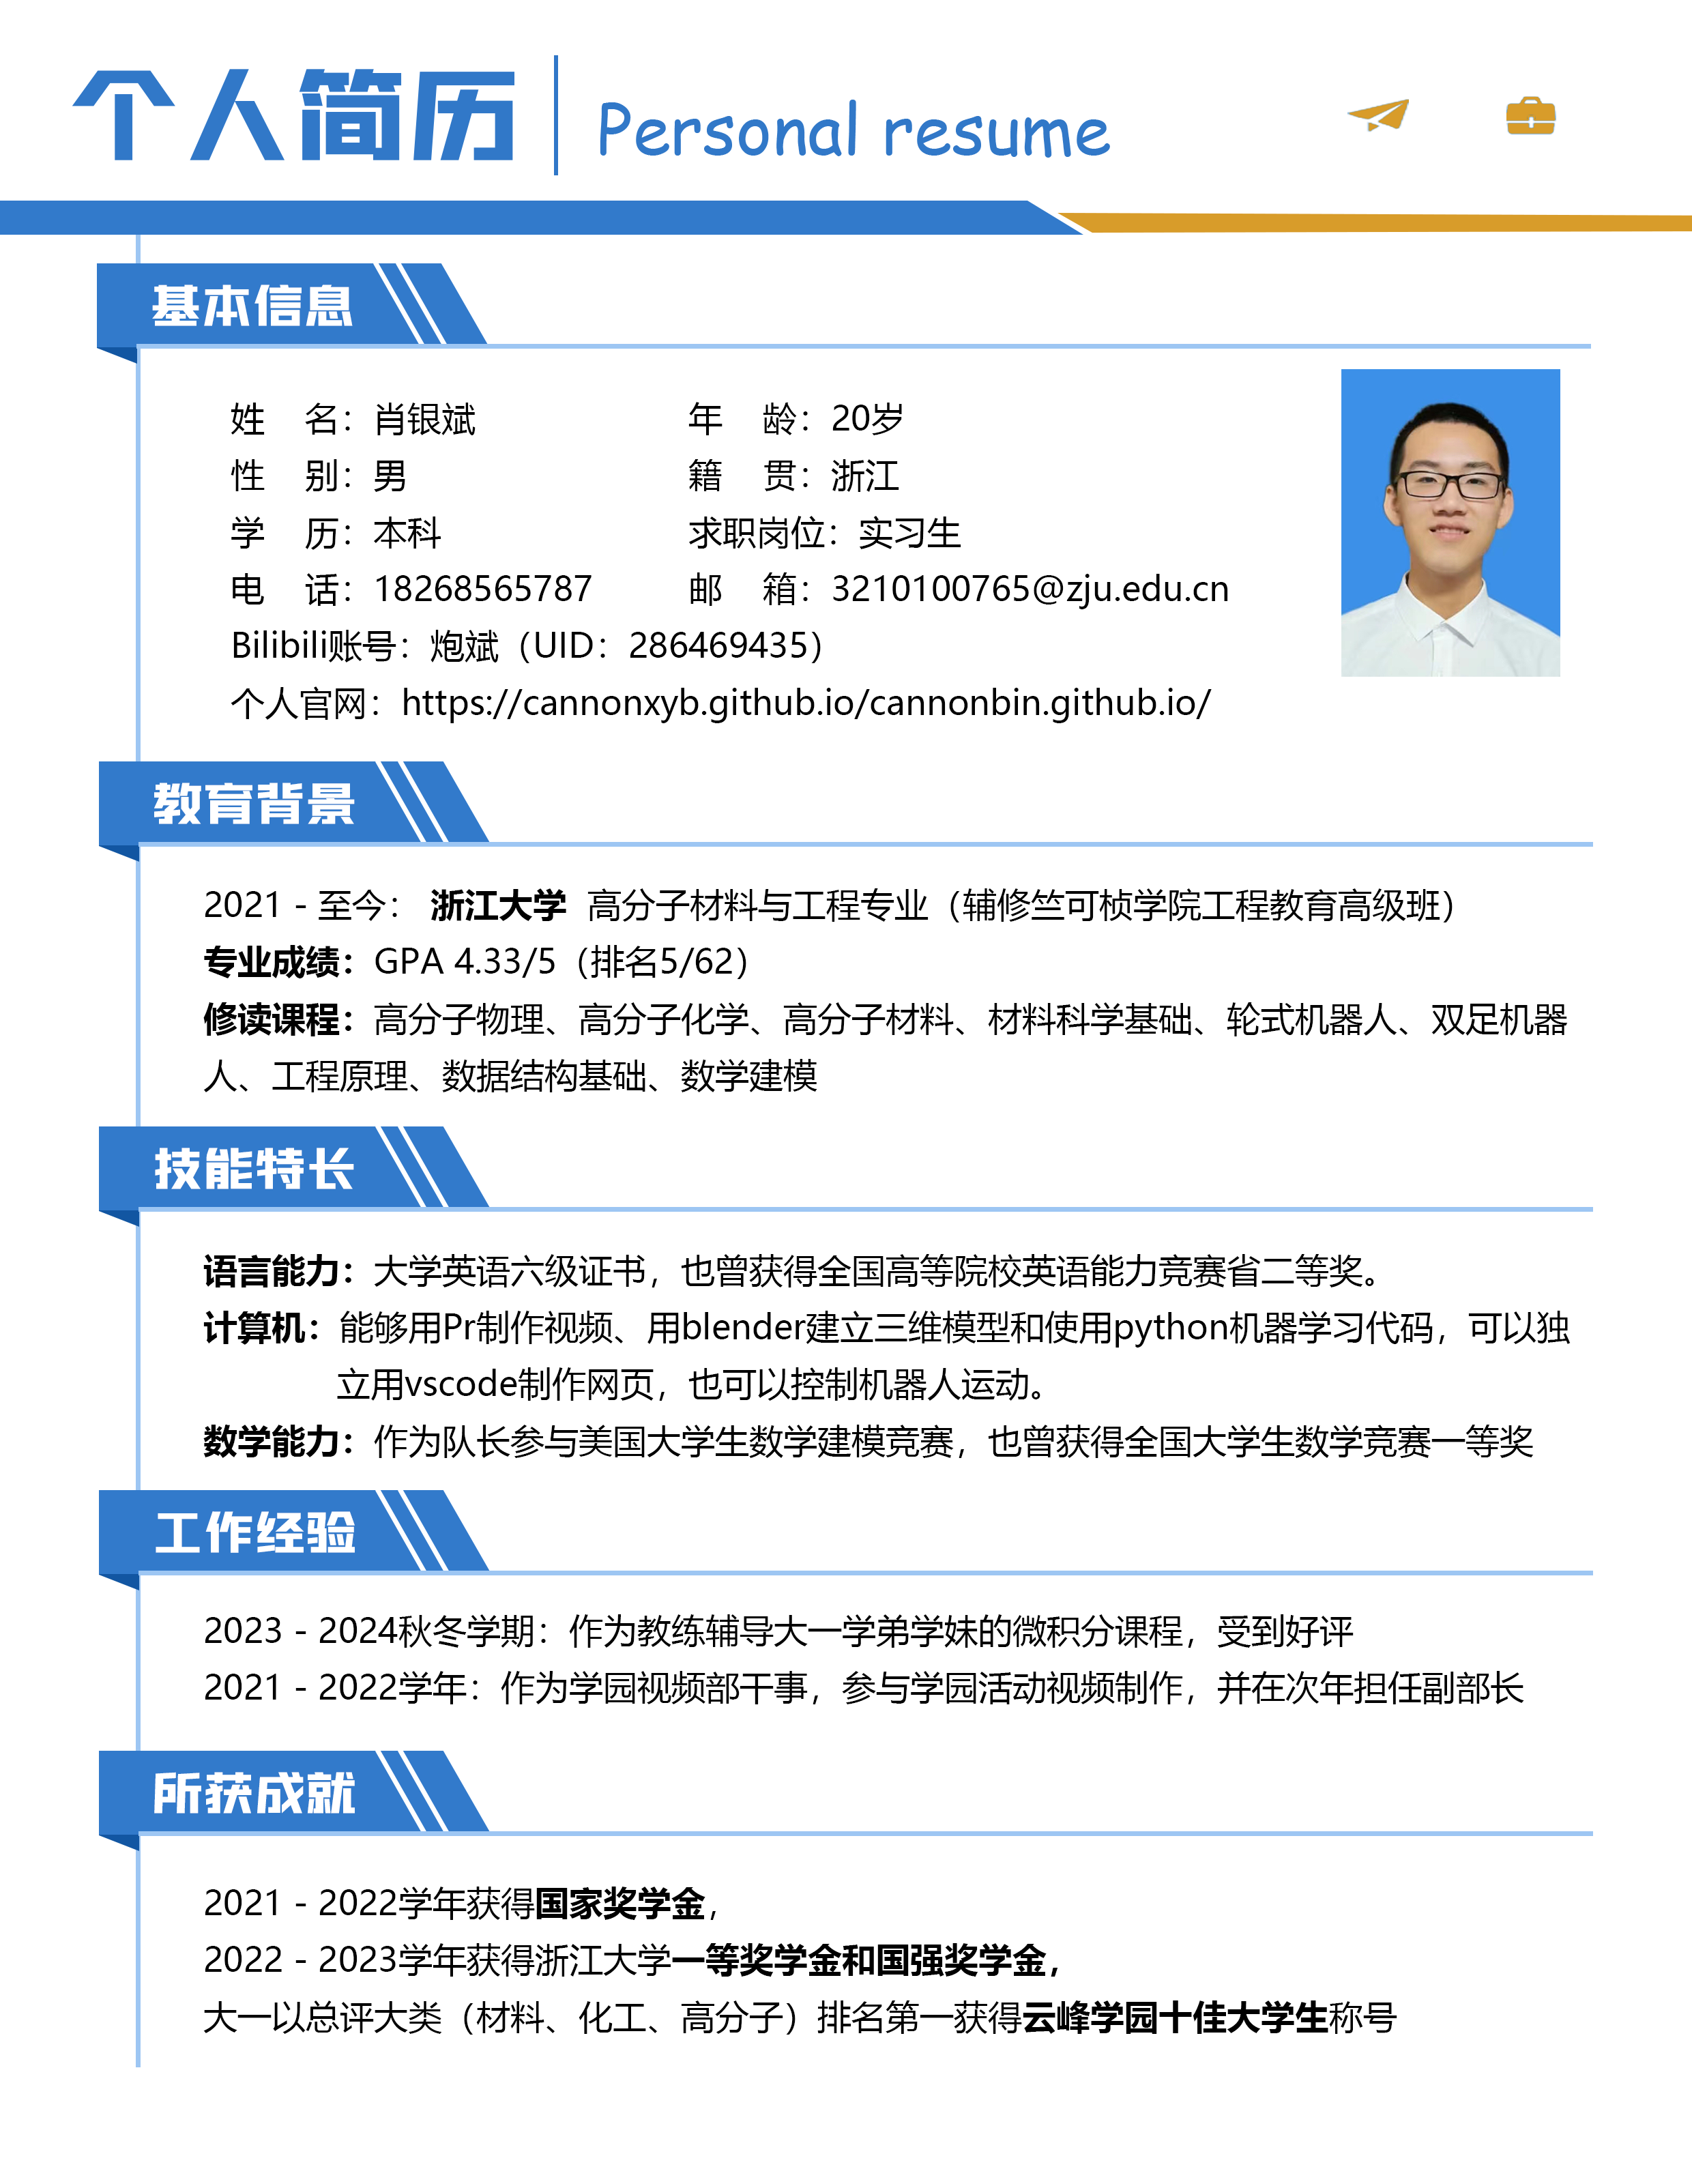 个人简历 Personal resume
基本信息
姓 名：肖银斌 年 龄：20岁
性 别：男 籍 贯：浙江
学 历：本科 求职岗位：实习生
电 话：18268565787 邮 箱：3210100765@zju.edu.cn
Bilibili账号：炮斌（UID：286469435）
个人官网：https://cannonxyb.github.io/cannonbin.github.io/
教育背景
2021 - 至今： 浙江大学 高分子材料与工程专业（辅修竺可桢学院工程教育高级班）
专业成绩：GPA 4.33/5（排名5/62）
修读课程：高分子物理、高分子化学、高分子材料、材料科学基础、轮式机器人、双足机器
人、工程原理、数据结构基础、数学建模
技能特长
语言能力：大学英语六级证书，也曾获得全国高等院校英语能力竞赛省二等奖。
计算机：能够用Pr制作视频、用blender建立三维模型和使用python机器学习代码，可以独
立用vscode制作网页，也可以控制机器人运动。
数学能力：作为队长参与美国大学生数学建模竞赛，也曾获得全国大学生数学竞赛一等奖
工作经验
2023 - 2024秋冬学期：作为教练辅导大一学弟学妹的微积分课程，受到好评
2021 - 2022学年：作为学园视频部干事，参与学园活动视频制作，并在次年担任副部长
所获成就
2021 - 2022学年获得国家奖学金，
2022 - 2023学年获得浙江大学一等奖学金和国强奖学金，
大一以总评大类（材料、化工、高分子）排名第一获得云峰学园十佳大学生称号